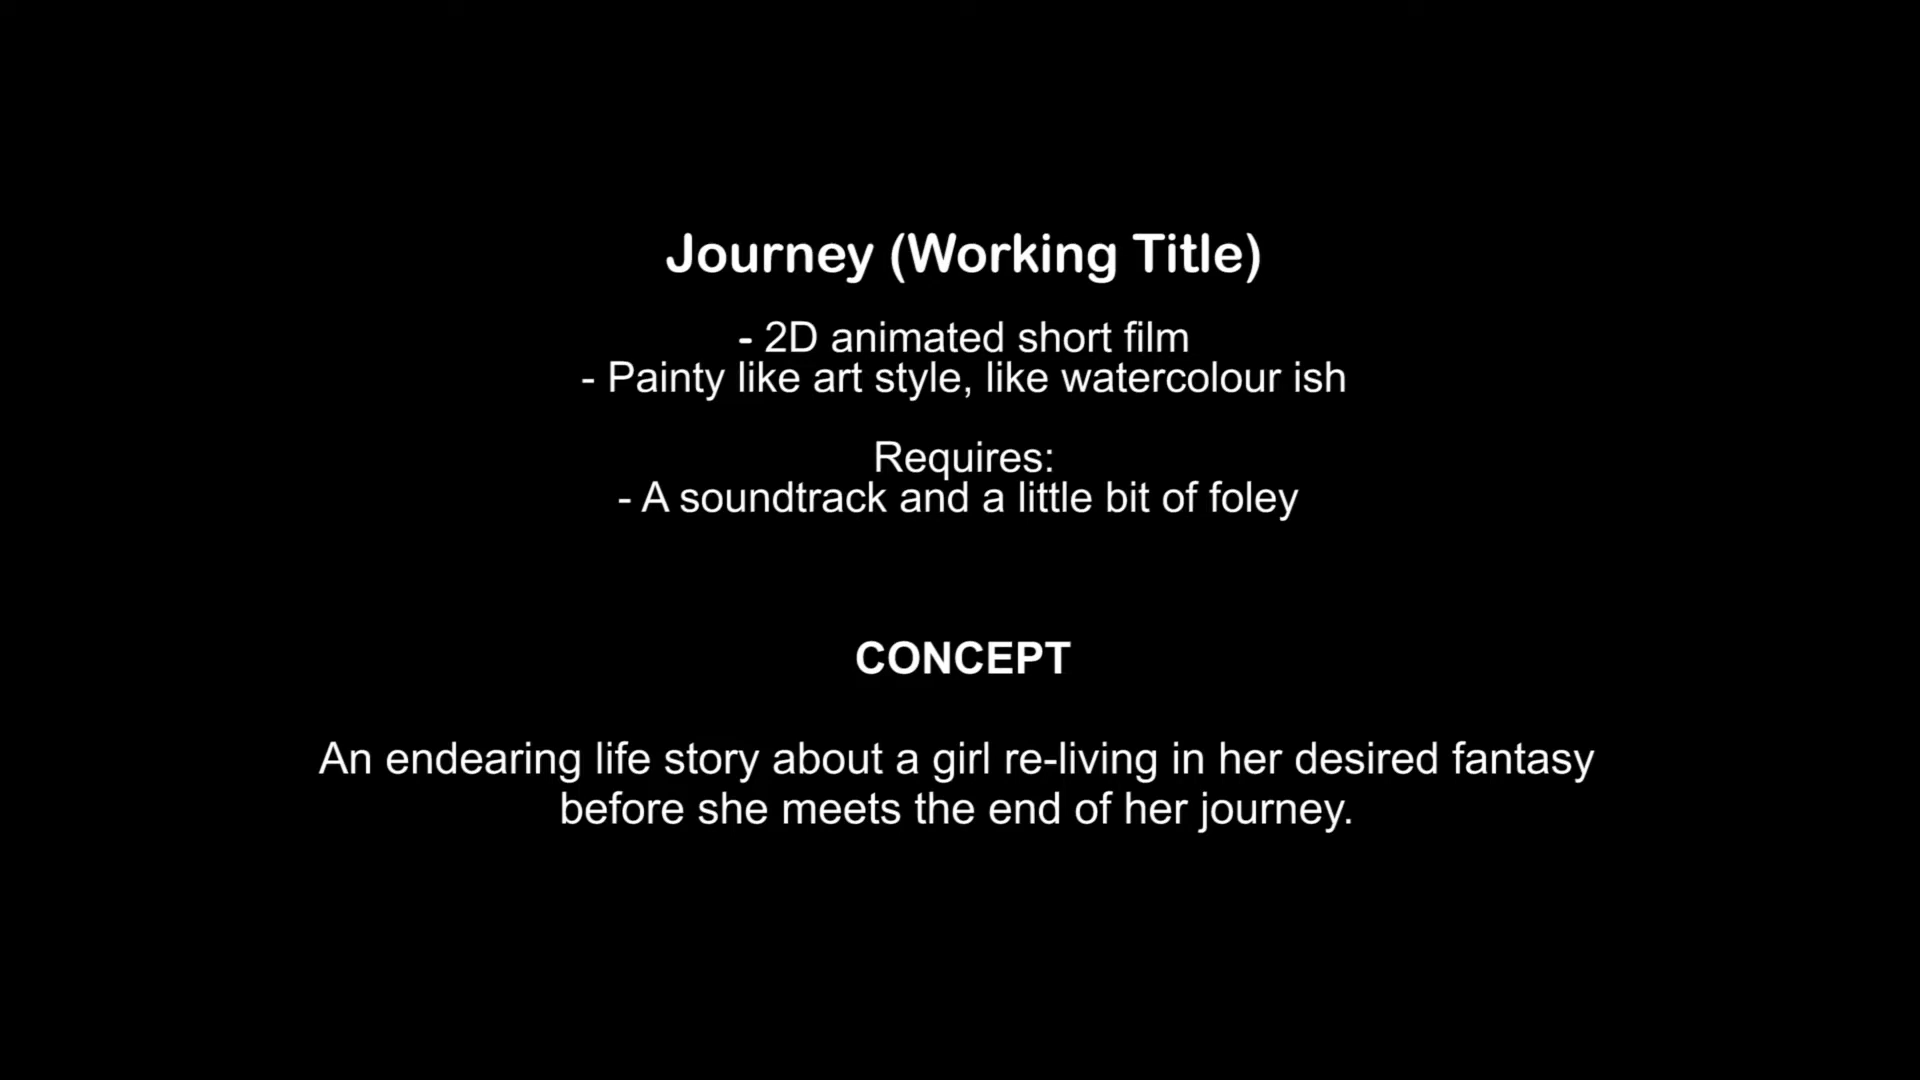 Journey (Working Title)
- 2D animated short film
- Painty like art style, like watercolour ish
Requires:
- A soundtrack and a little bit of foley
CONCEPT
An endearing life story about a girl re-living in her desired fantasy
before she meets the end of her journey.